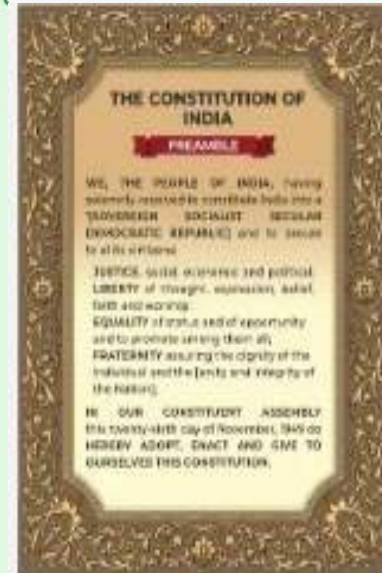 THE CONSTITUTION OF
INDIA
PREAMBLE
WE, THE PEOPLE OF INDIA, having
solemnly resolved to constitute India into a
SOVEREIGN SOCIALIST SECULAR
DEMOCRATIC REPUBLIC] and to secure
to all its citizens:
JUSTICE, social, economic and political;
LIBERTY of thought, expression, belief,
faith and worship;
EQUALITY of status and of opportunity
and to promote among them all;
FRATERNITY assuring the dignity of the
individual and the [unity and integrity of
the Nation];
IN OUR CONSTITUENT ASSEMBLY
this twenty-sixth day of November, 1949 do
HEREBY ADOPT, ENACT AND GIVE TO
OURSELVES THIS CONSTITUTION.